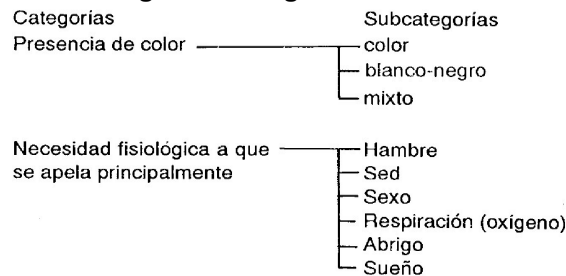 Categorías Subcategorías
Presencia de color color
blanco-negro
mixto
Necesidad fisiológica a que Hambre
se apela principalmente Sed
Sexo
Respiración (oxígeno)
Abrigo
Sueño